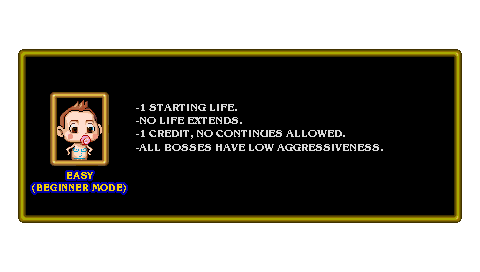 -1 STARTING LIFE.
-NO LIFE EXTENDS.
-1 CREDIT, NO CONTINUES ALLOWED.
-ALL BOSSES HAVE LOW AGGRESSIVENESS.
EASY
(BEGINNER MODE)